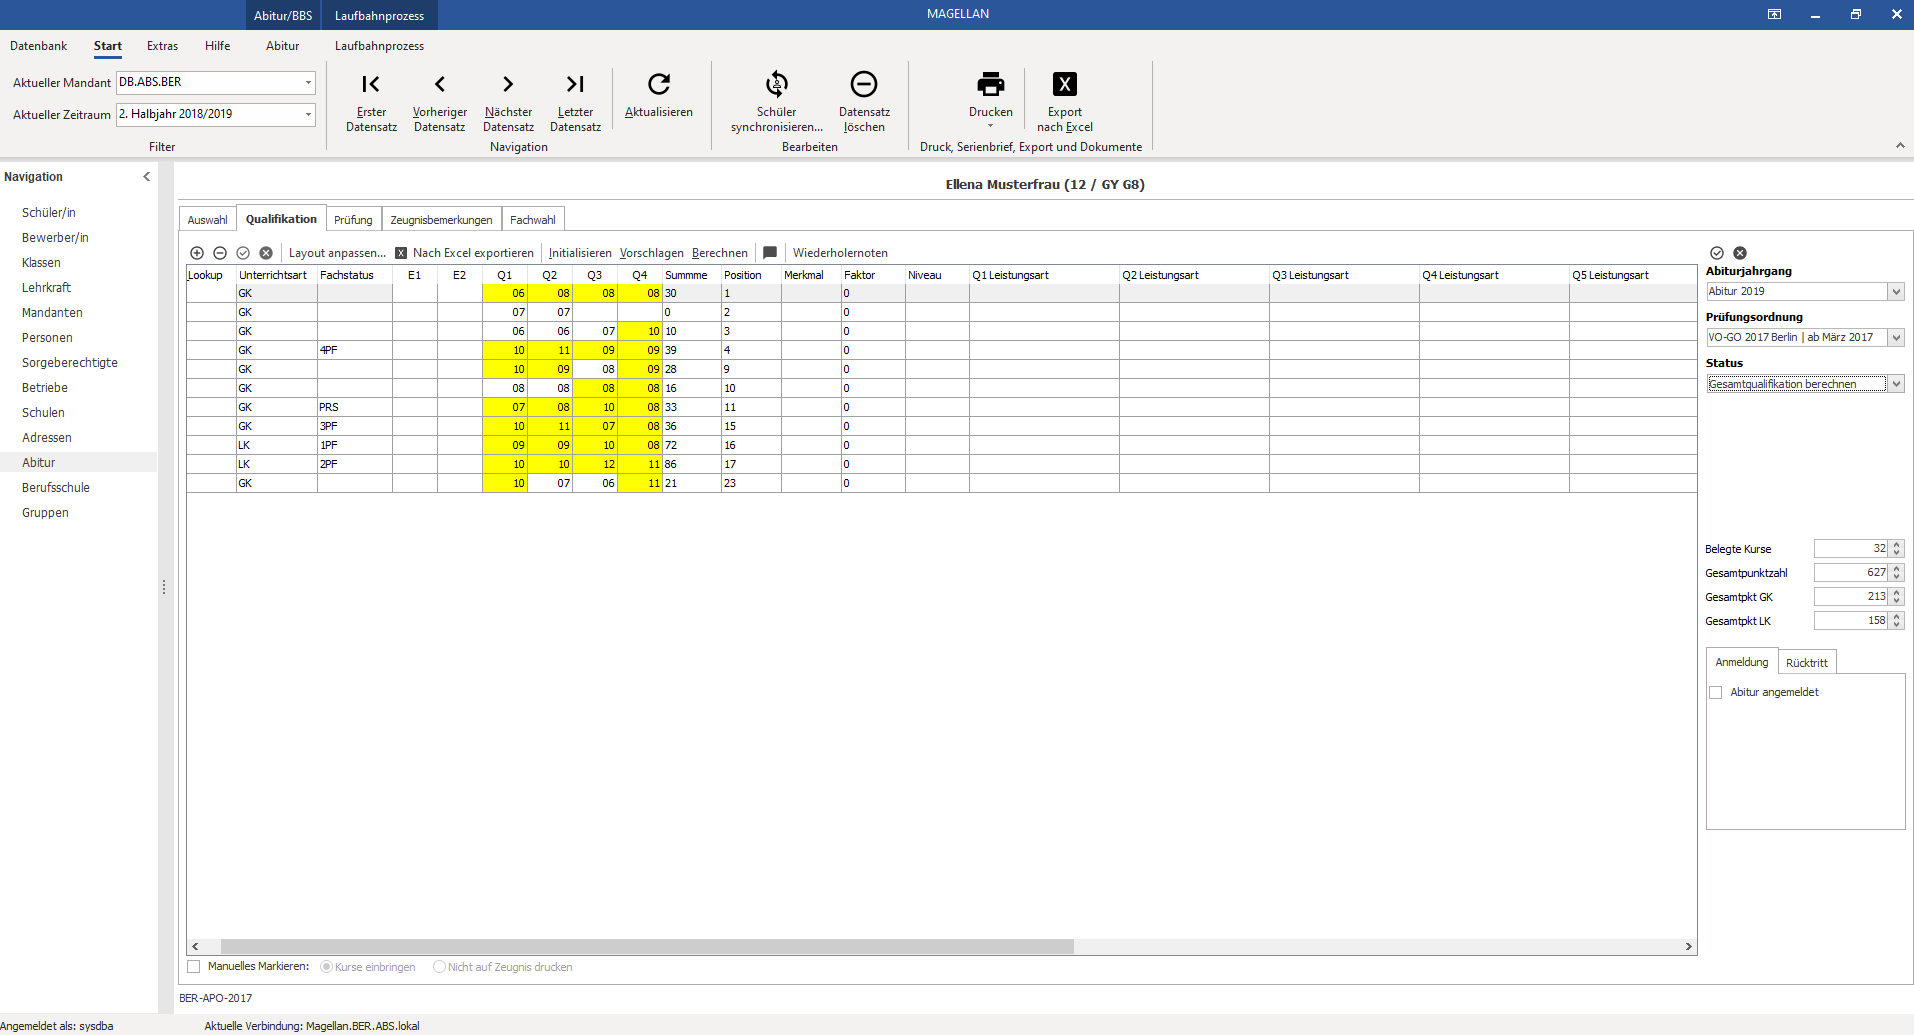 Abitur/BBS Laufbahnprozess MAGELLAN
Datenbank Start Extras Hilfe Abitur Laufbahnprozess
Aktueller Mandant DB.ABS.BER
Aktueller Zeitraum 2. Halbjahr 2018/2019
Filter
Erster Datensatz
Vorheriger Datensatz
Nächster Datensatz
Letzter Datensatz
Aktualisieren
Navigation
Schüler synchronisieren...
Datensatz löschen
Bearbeiten
Drucken
Export nach Excel
Druck, Serienbrief, Export und Dokumente
Navigation
Schüler/in
Bewerber/in
Klassen
Lehrkraft
Mandanten
Personen
Sorgeberechtigte
Betriebe
Schulen
Adressen
Abitur
Berufsschule
Gruppen
Ellena Musterfrau (12 / GY G8)
Auswahl Qualifikation Prüfung Zeugnisbemerkungen Fachwahl
Layout anpassen... X Nach Excel exportieren Initialisieren Vorschlagen Berechnen Wiederholernoten
Lookup Unterrichtsart Fachstatus E1 E2 Q1 Q2 Q3 Q4 Summme Position Merkmal Faktor Niveau Q1 Leistungsart Q2 Leistungsart Q3 Leistungsart Q4 Leistungsart Q5 Leistungsart
GK 06 08 08 08 30 1 0
GK 07 07 0 2 0
GK 06 06 07 10 10 3 0
GK 4PF 10 11 09 09 39 4 0
GK 10 09 08 09 28 9 0
GK 08 08 08 08 16 10 0
GK PRS 07 08 10 08 33 11 0
GK 3PF 10 11 07 08 36 15 0
LK 1PF 09 09 10 08 72 16 0
LK 2PF 10 10 12 11 86 17 0
GK 10 07 06 11 21 23 0
Manuelles Markieren: Kurse einbringen Nicht auf Zeugnis drucken
BER-APO-2017
Abiturjahrgang
Abitur 2019
Prüfungsordnung
VO-GO 2017 Berlin | ab März 2017
Status
Gesamtqualifikation berechnen
Belegte Kurse 32
Gesamtpunktzahl 627
Gesamtpkt GK 213
Gesamtpkt LK 158
Anmeldung Rücktritt
Abitur angemeldet
Angemeldet als: sysdba Aktuelle Verbindung: Magellan.BER.ABS.lokal